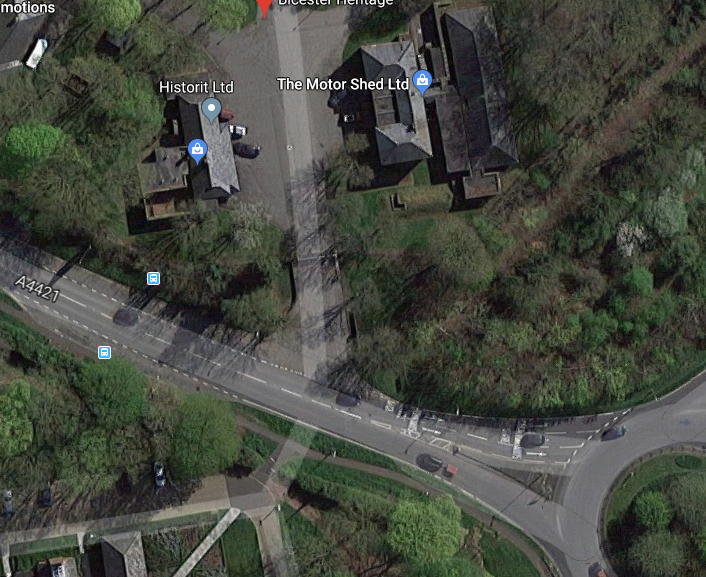 motions
Bicester Heritage
The Motor Shed Ltd
Historit Ltd
A4421